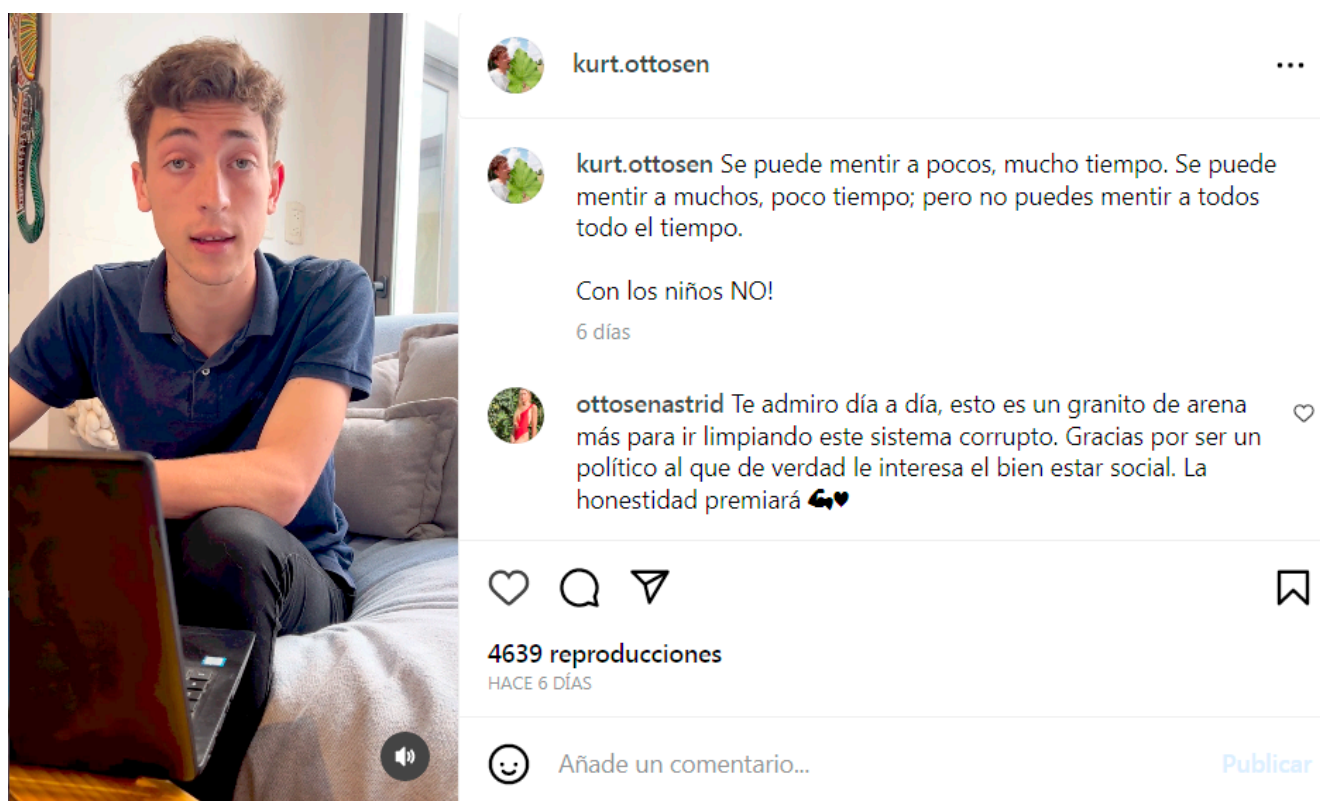 kurt.ottosen
kurt.ottosen Se puede mentir a pocos, mucho tiempo. Se puede
mentir a muchos, poco tiempo; pero no puedes mentir a todos
todo el tiempo.
Con los niños NO!
6 días
ottosenastrid Te admiro día a día, esto es un granito de arena
más para ir limpiando este sistema corrupto. Gracias por ser un
político al que de verdad le interesa el bien estar social. La
honestidad premiará 💪♥
4639 reproducciones
HACE 6 DÍAS
Añade un comentario...
Publicar